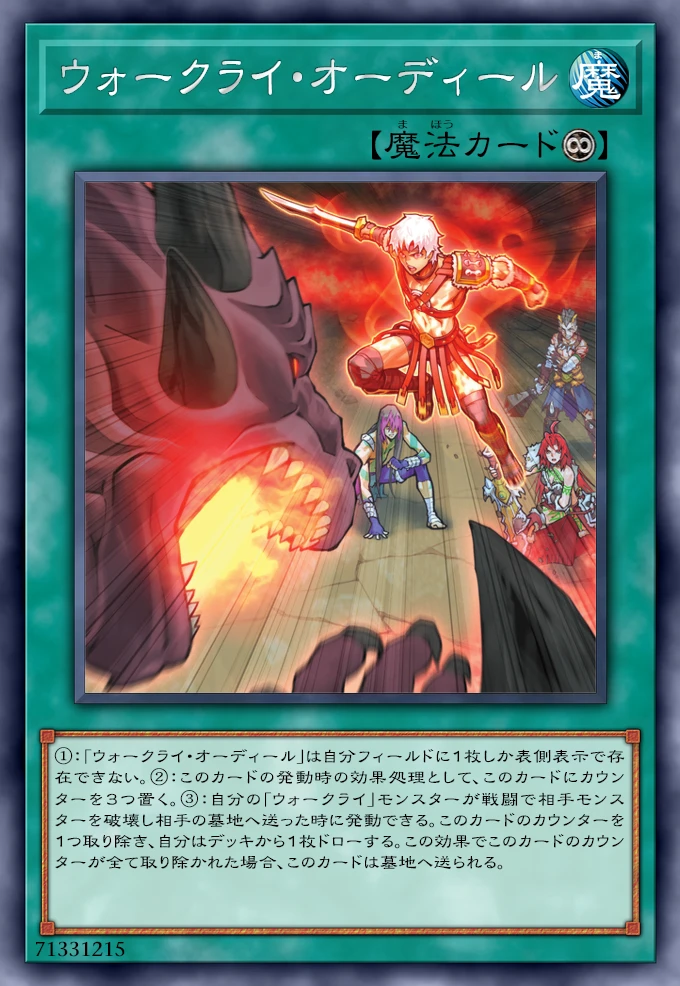 ウォークライ・オーディール
魔
ま
【魔法カード】
ま ほう
①:「ウォークライ・オーディール」は自分フィールドに1枚しか表側表示で存
在できない。②:このカードの発動時の効果処理として、このカードにカウン
ターを3つ置く。③:自分の「ウォークライ」モンスターが戦闘で相手モンス
ターを破壊し相手の墓地へ送った時に発動できる。このカードのカウンターを
1つ取り除き、自分はデッキから1枚ドローする。この効果でこのカードのカウン
ターが全て取り除かれた場合、このカードは墓地へ送られる。
71331215